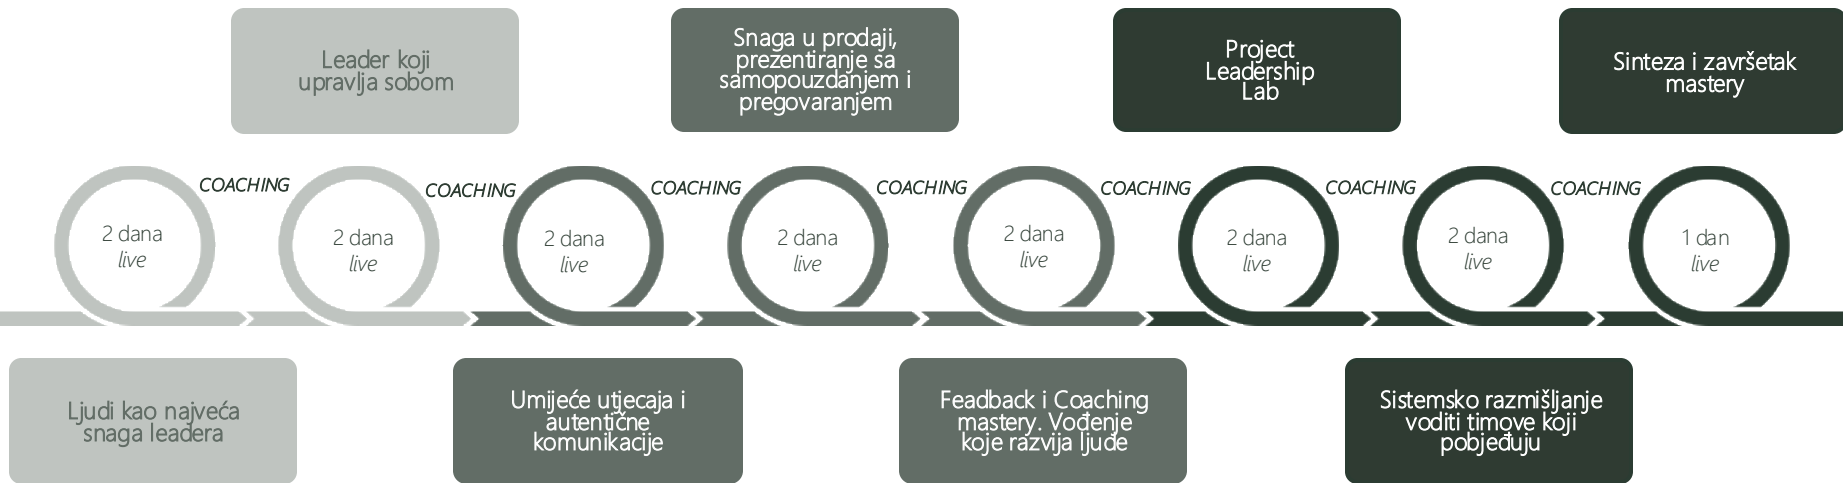 Leader koji
upravlja sobom
Snaga u prodaji,
prezentiranje sa
samopouzdanjem i
pregovaranjem
Project
Leadership
Lab
Sinteza i završetak
mastery
COACHING
COACHING
COACHING
COACHING
COACHING
COACHING
COACHING
2 dana
live
2 dana
live
2 dana
live
2 dana
live
2 dana
live
2 dana
live
2 dana
live
1 dan
live
Ljudi kao najveća
snaga leadera
Umijeće utjecaja i
autentične
komunikacije
Feadback i Coaching
mastery. Vođenje
koje razvija ljude
Sistemsko razmišljanje
voditi timove koji
pobjeđuju